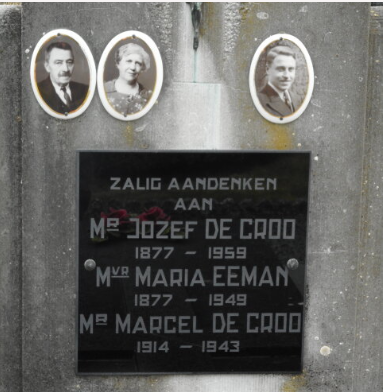 ZALIG AANDENKEN
AAN
MR JOZEF DE CROO
1877 – 1959
MVR MARIA EEMAN
1877 – 1949
MR MARCEL DE CROO
1914 – 1943